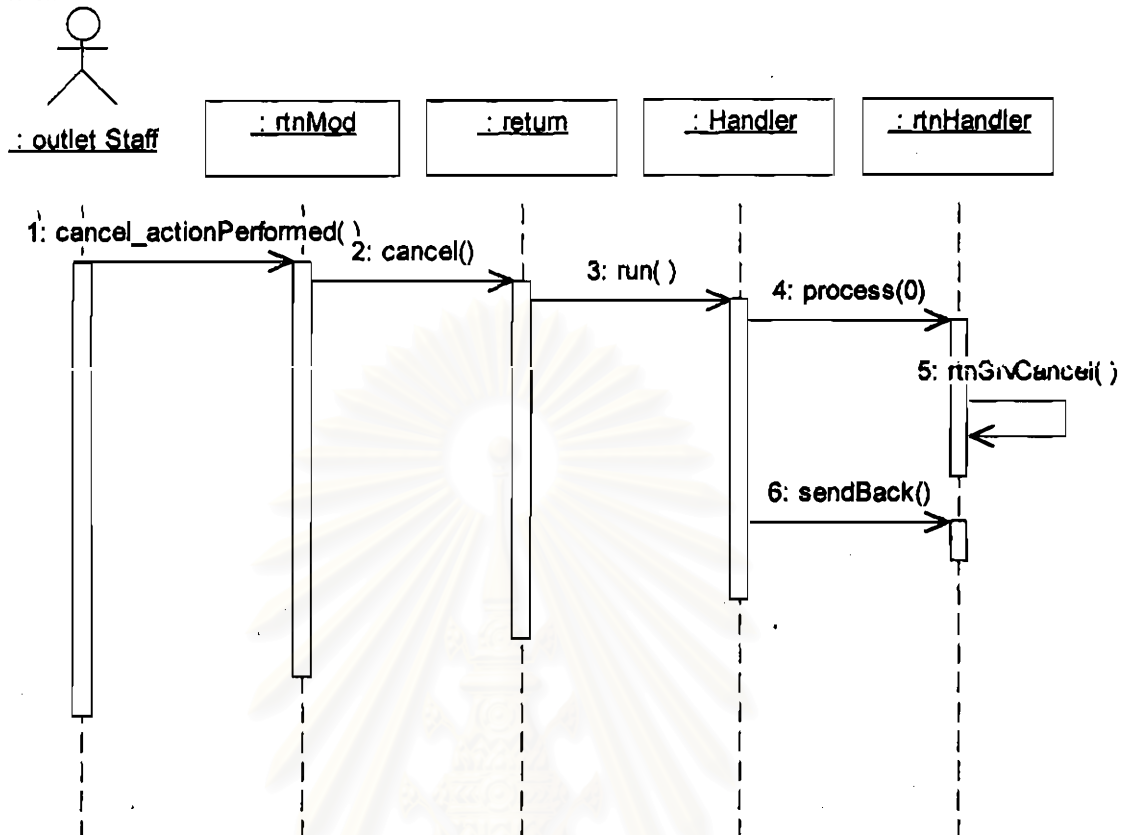 : outlet Staff
: rtnMod
: return
: Handler
: rtnHandler
1: cancel_actionPerformed( )
2: cancel()
3: run( )
4: process(0)
5: rtnSrvCancel( )
6: sendBack()